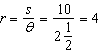 r = s/θ = 10/(2 1/2) = 4